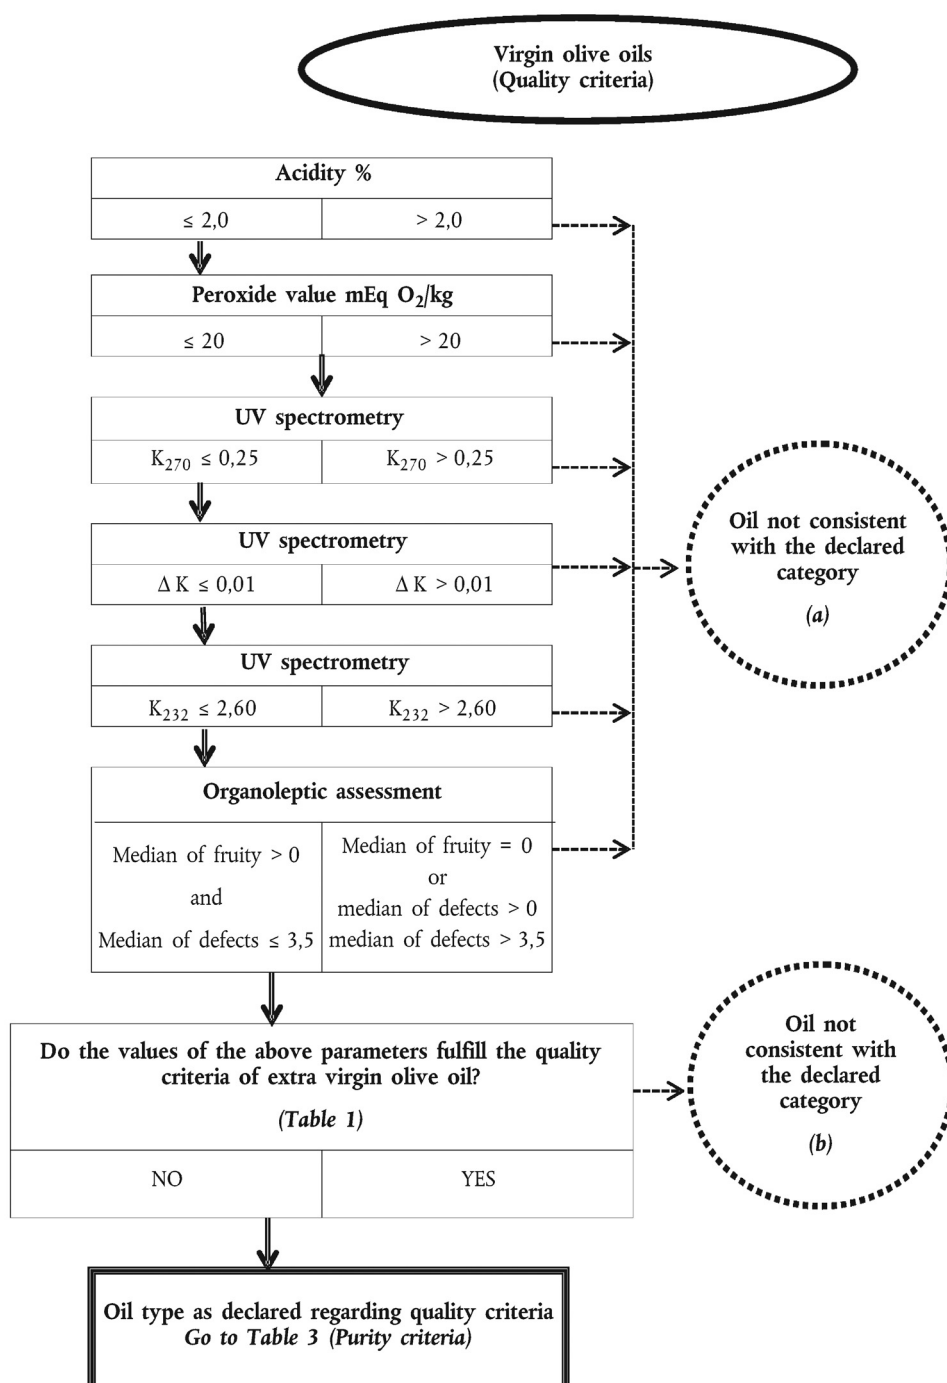 Virgin olive oils
(Quality criteria)
Acidity %
≤ 2,0
> 2,0
Peroxide value mEq O₂/kg
≤ 20
> 20
UV spectrometry
K₂₇₀ ≤ 0,25
K₂₇₀ > 0,25
UV spectrometry
Δ K ≤ 0,01
Δ K > 0,01
UV spectrometry
K₂₃₂ ≤ 2,60
K₂₃₂ > 2,60
Organoleptic assessment
Median of fruity > 0
and
Median of defects ≤ 3,5
Median of fruity = 0
or
median of defects > 0
median of defects > 3,5
Oil not consistent
with the declared
category
(a)
Do the values of the above parameters fulfill the quality
criteria of extra virgin olive oil?
(Table 1)
NO
YES
Oil not
consistent with
the declared
category
(b)
Oil type as declared regarding quality criteria
Go to Table 3 (Purity criteria)